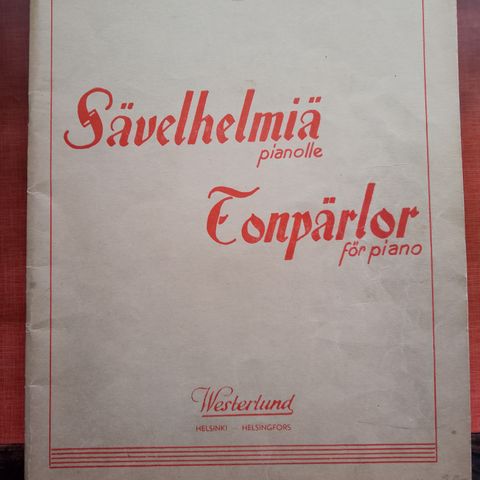 Sävelhelmiä
pianolle
Tonpärlor
för piano
Westerlund
HELSINKI - HELSINGFORS